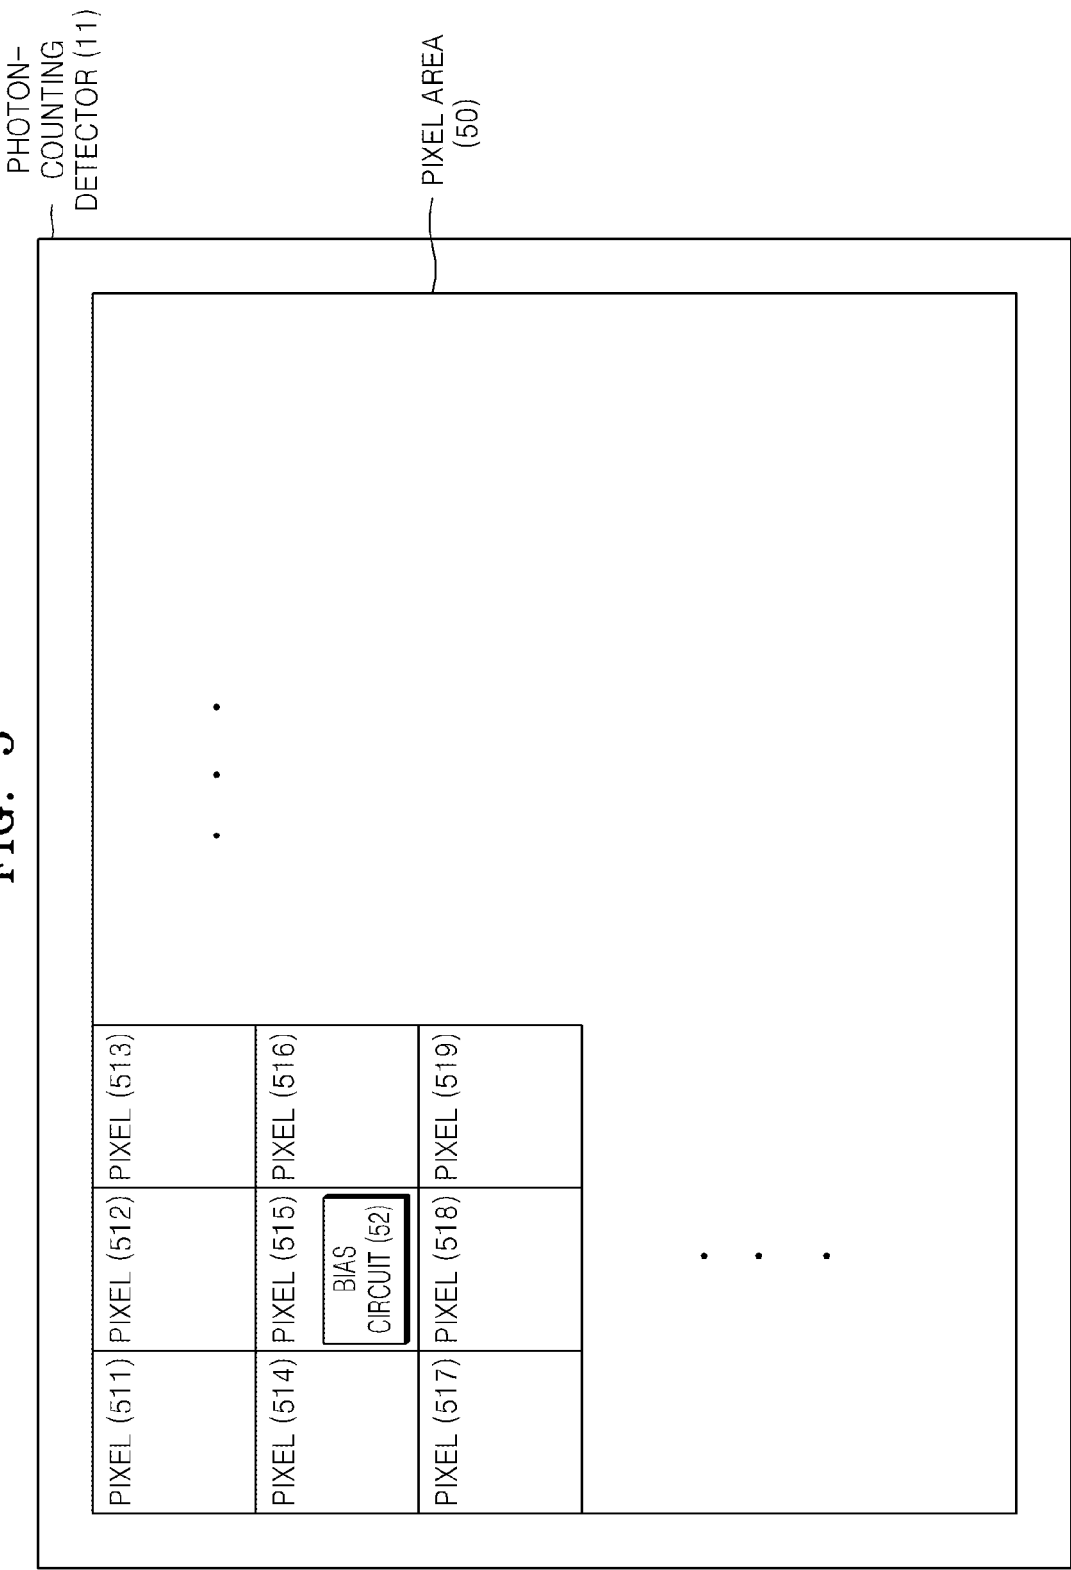 FIG.
PHOTON-
COUNTING
DETECTOR (11)
PIXEL (511) PIXEL (512) PIXEL (513)
PIXEL (514) PIXEL (515) PIXEL (516)
BIAS
CIRCUIT (52)
PIXEL (517) PIXEL (518) PIXEL (519)
PIXEL AREA
(50)